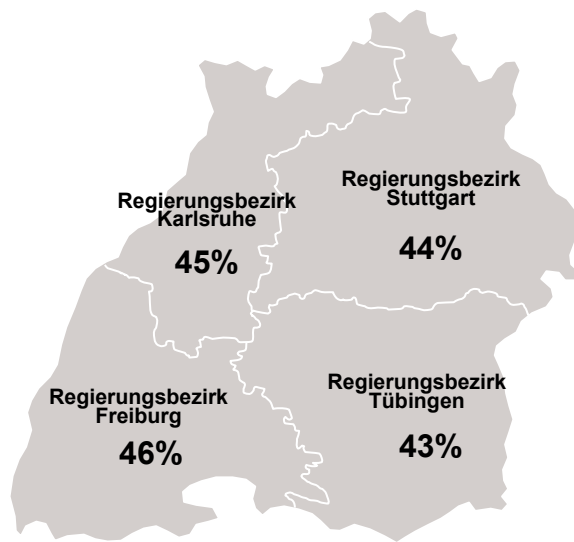 Regierungsbezirk
Karlsruhe
45%
Regierungsbezirk
Stuttgart
44%
Regierungsbezirk
Freiburg
46%
Regierungsbezirk
Tübingen
43%